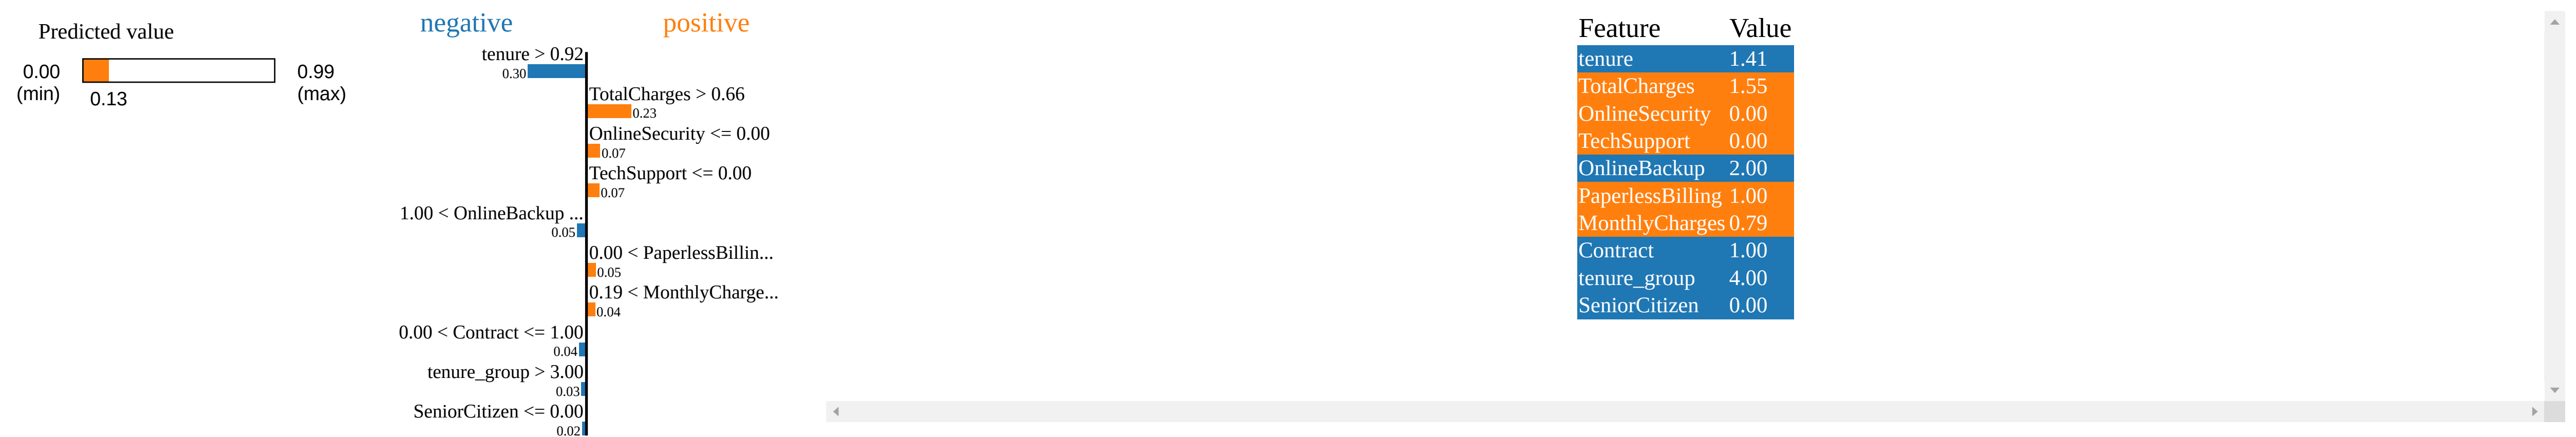 Predicted value
0.00 (min)
0.99 (max)
0.13
negative positive
tenure > 0.92
0.30
TotalCharges > 0.66
0.23
OnlineSecurity <= 0.00
0.07
TechSupport <= 0.00
0.07
1.00 < OnlineBackup ...
0.05
0.00 < PaperlessBillin...
0.05
0.19 < MonthlyCharge...
0.04
0.00 < Contract <= 1.00
0.04
tenure_group > 3.00
0.03
SeniorCitizen <= 0.00
0.02
Feature Value
tenure 1.41
TotalCharges 1.55
OnlineSecurity 0.00
TechSupport 0.00
OnlineBackup 2.00
PaperlessBilling 1.00
MonthlyCharges 0.79
Contract 1.00
tenure_group 4.00
SeniorCitizen 0.00